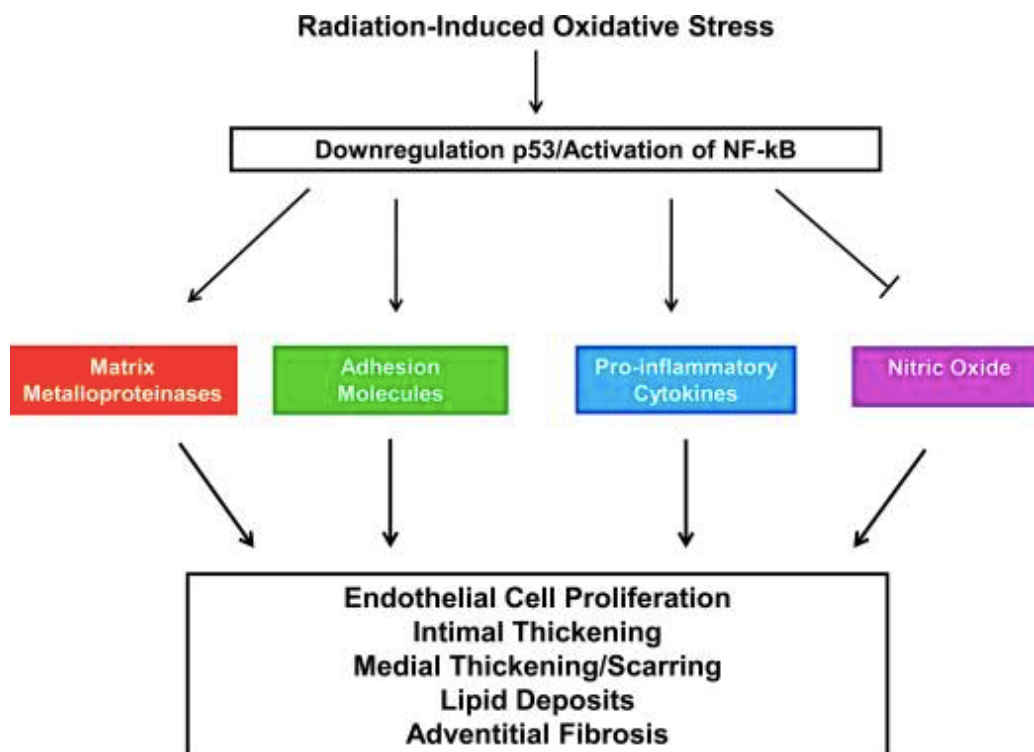 Radiation-Induced Oxidative Stress
Downregulation p53/Activation of NF-kB
Matrix
Metalloproteinases
Adhesion
Molecules
Pro-inflammatory
Cytokines
Nitric Oxide
Endothelial Cell Proliferation
Intimal Thickening
Medial Thickening/Scarring
Lipid Deposits
Adventitial Fibrosis